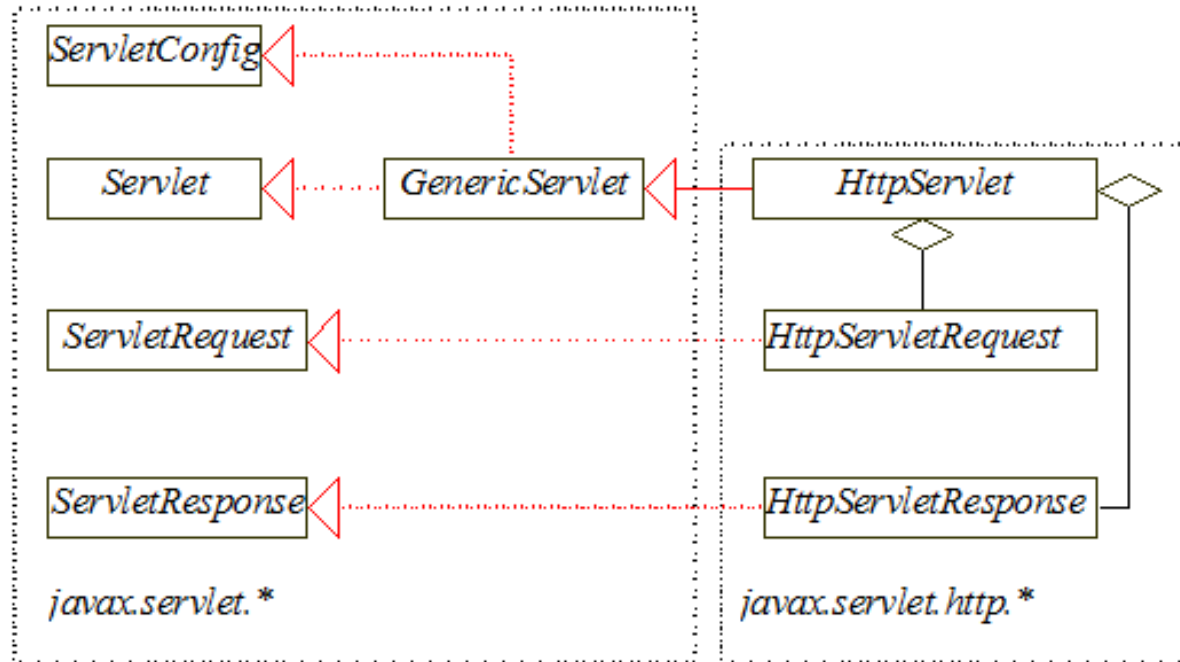 ServletConfig
Servlet
GenericServlet
HttpServlet
ServletRequest
HttpServletRequest
ServletResponse
HttpServletResponse
javax.servlet.*
javax.servlet.http.*